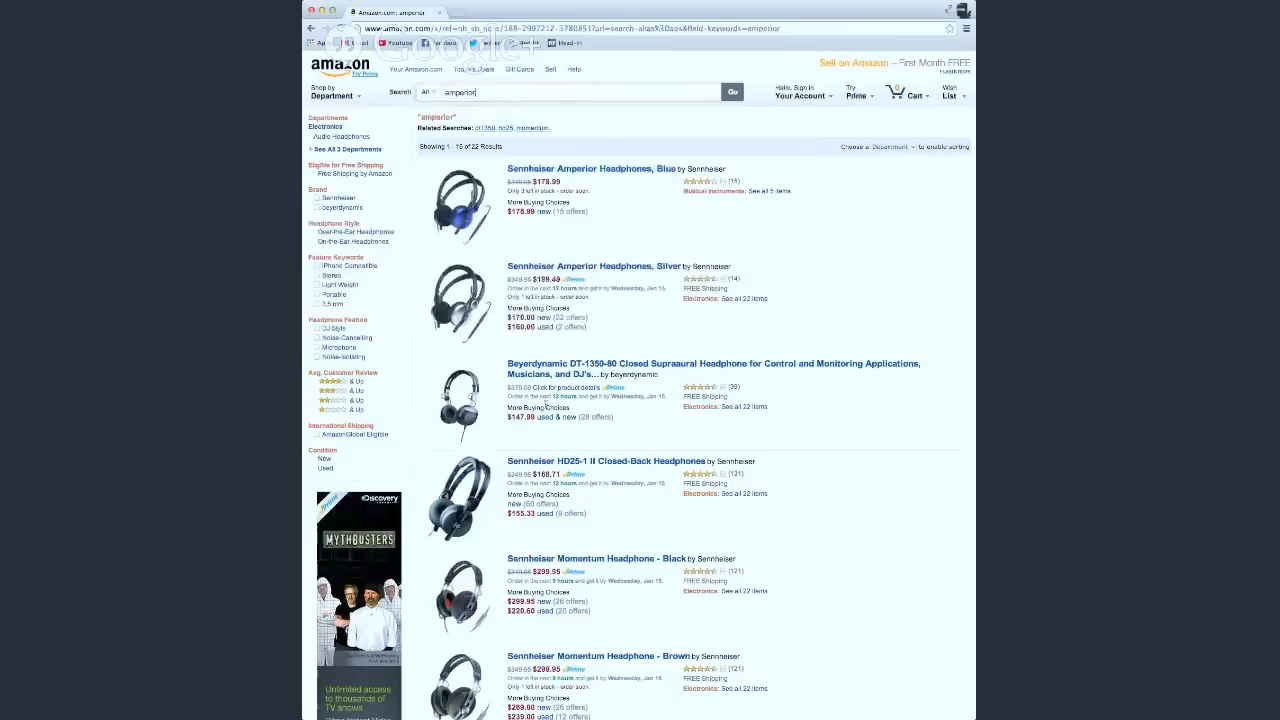 Amazon.com: amperior
www.amazon.com/s/ref=nb_sb_noss/188-2997212-3780851?url=search-alias%3Daps&field-keywords=amperior
Youtube
Head-Fi
Google+
amazon
Try Prime
Your Amazon.com Today's Deals Gift Cards Sell Help
Sell on Amazon – First Month FREE
Learn more
Shop by
Department
Search All amperior Go
Hello. Sign in
Your Account
Try
Prime
0
Cart
Wish
List
Departments
Electronics
Audio Headphones
+ See All 3 Departments
Eligible for Free Shipping
Free Shipping by Amazon
Brand
Sennheiser
beyerdynamic
Headphone Style
Over-the-Ear Headphones
On-the-Ear Headphones
Feature Keywords
iPhone Compatible
Stereo
Light Weight
Portable
3.5 mm
Headphone Feature
DJ Style
Noise-Cancelling
Microphone
Noise-Isolating
Avg. Customer Review
& Up
& Up
& Up
& Up
International Shipping
AmazonGlobal Eligible
Condition
New
Used
Prime
Discovery
MYTHBUSTERS
Unlimited access
to thousands of
TV shows
"amperior"
Related Searches: dt1350, hd25, momentum.
Showing 1 - 16 of 22 Results
Choose a Department to enable sorting
Sennheiser Amperior Headphones, Blue by Sennheiser
$349.95 $178.99
Only 3 left in stock - order soon.
More Buying Choices
$178.99 new (15 offers)
(15)
Musical Instruments: See all 5 items
Sennheiser Amperior Headphones, Silver by Sennheiser
$349.95 $199.49 Prime
Order in the next 12 hours and get it by Wednesday, Jan 15.
Only 1 left in stock - order soon.
More Buying Choices
$170.00 new (22 offers)
$160.00 used (2 offers)
(14)
FREE Shipping
Electronics: See all 22 items
Beyerdynamic DT-1350-80 Closed Supraaural Headphone for Control and Monitoring Applications,
Musicians, and DJ's... by beyerdynamic
$379.00 Click for product details Prime
Order in the next 12 hours and get it by Wednesday, Jan 15.
More Buying Choices
$147.99 used & new (28 offers)
(39)
FREE Shipping
Electronics: See all 22 items
Sennheiser HD25-1 II Closed-Back Headphones by Sennheiser
$249.95 $168.71 Prime
Order in the next 12 hours and get it by Wednesday, Jan 15.
More Buying Choices
new (60 offers)
$155.33 used (9 offers)
(131)
FREE Shipping
Electronics: See all 22 items
Sennheiser Momentum Headphone - Black by Sennheiser
$349.95 $299.95 Prime
Order in the next 9 hours and get it by Wednesday, Jan 15.
More Buying Choices
$299.95 new (26 offers)
$220.60 used (20 offers)
(121)
FREE Shipping
Electronics: See all 22 items
Sennheiser Momentum Headphone - Brown by Sennheiser
$349.95 $299.95 Prime
Order in the next 8 hours and get it by Wednesday, Jan 15.
Only 1 left in stock - order soon.
More Buying Choices
$269.00 new (26 offers)
$239.00 used (12 offers)
(121)
FREE Shipping
Electronics: See all 22 items